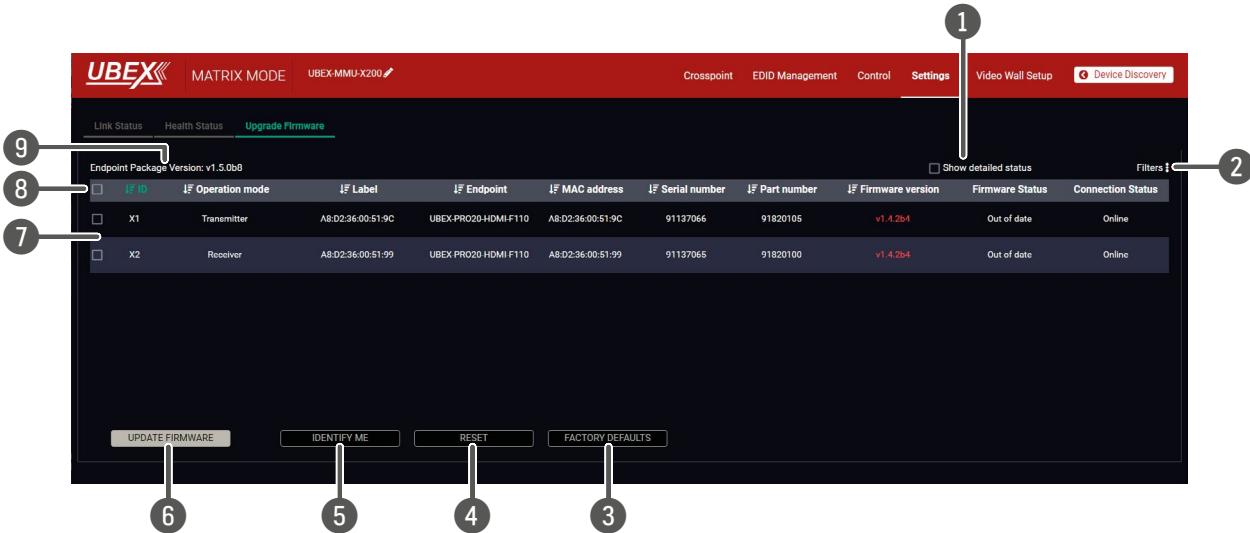 1
UBEX MATRIX MODE UBEX-MMU-X200 Crosspoint EDID Management Control Settings Video Wall Setup Device Discovery
Link Status Health Status Upgrade Firmware
9
Endpoint Package Version: v1.5.0b8 Show detailed status Filters 2
8 ID Operation mode Label Endpoint MAC address Serial number Part number Firmware version Firmware Status Connection Status
X1 Transmitter A8:D2:36:00:51:9C UBEX-PRO20-HDMI-F110 A8:D2:36:00:51:9C 91137066 91820105 v1.4.2b4 Out of date Online
7
X2 Receiver A8:D2:36:00:51:99 UBEX-PRO20-HDMI-F110 A8:D2:36:00:51:99 91137065 91820100 v1.4.2b4 Out of date Online
UPDATE FIRMWARE IDENTIFY ME RESET FACTORY DEFAULTS
6 5 4 3